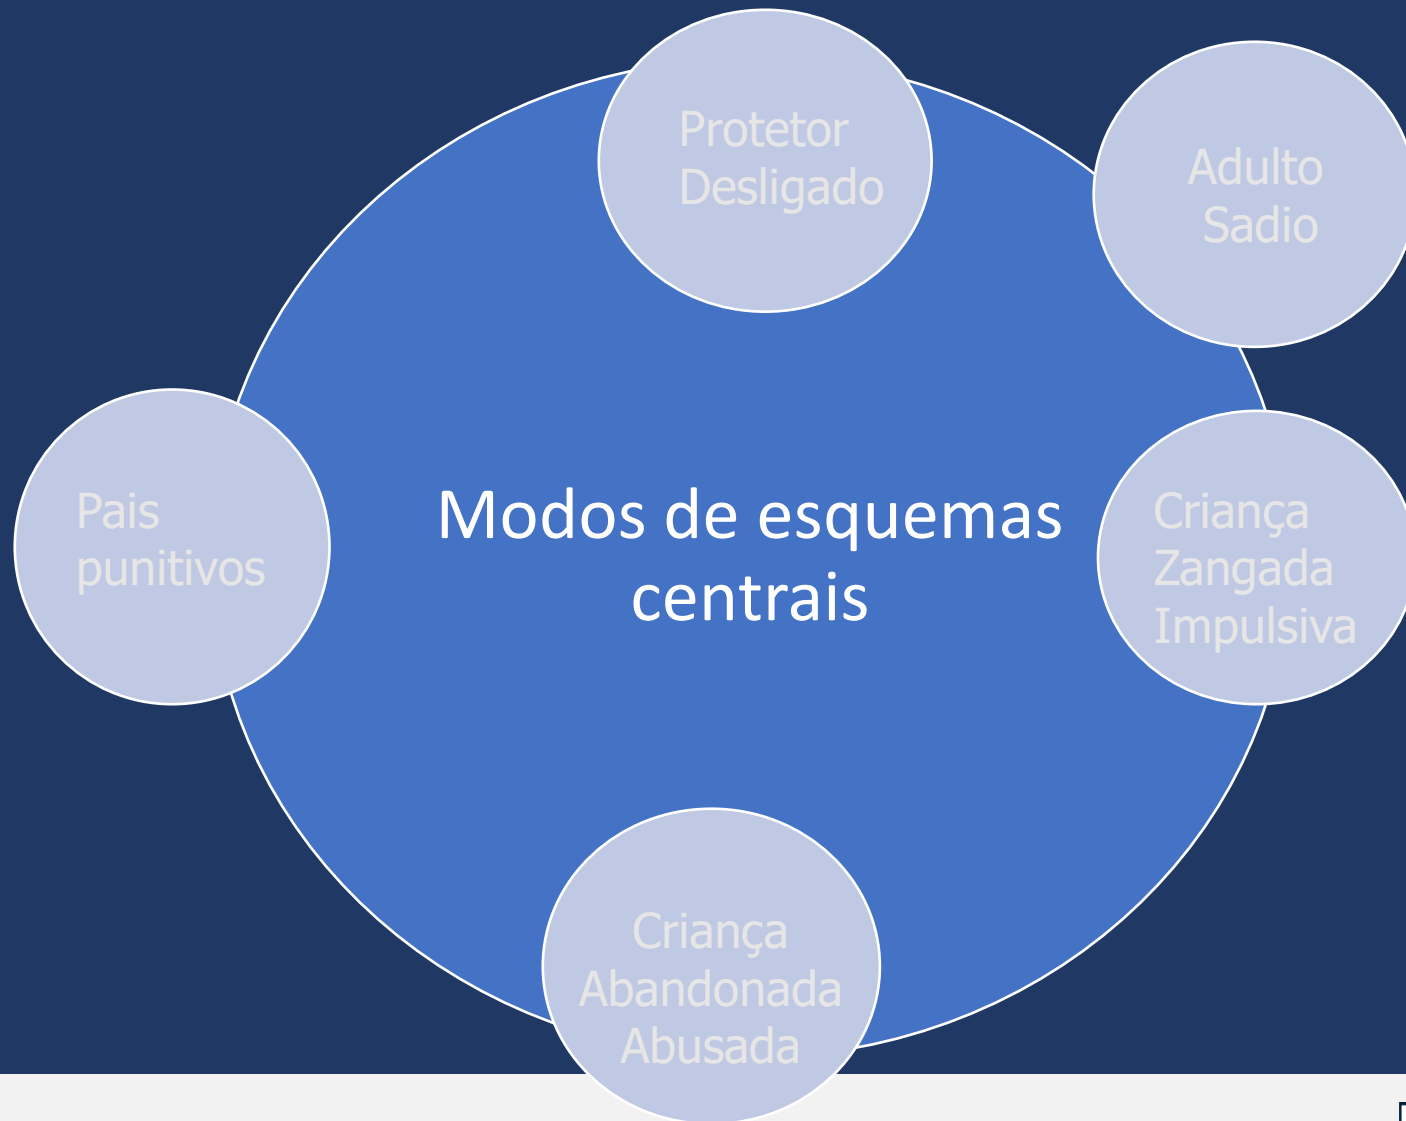 Protetor
Desligado
Adulto
Sadio
Pais
punitivos
Modos de esquemas
centrais
Criança
Zangada
Impulsiva
Criança
Abandonada
Abusada